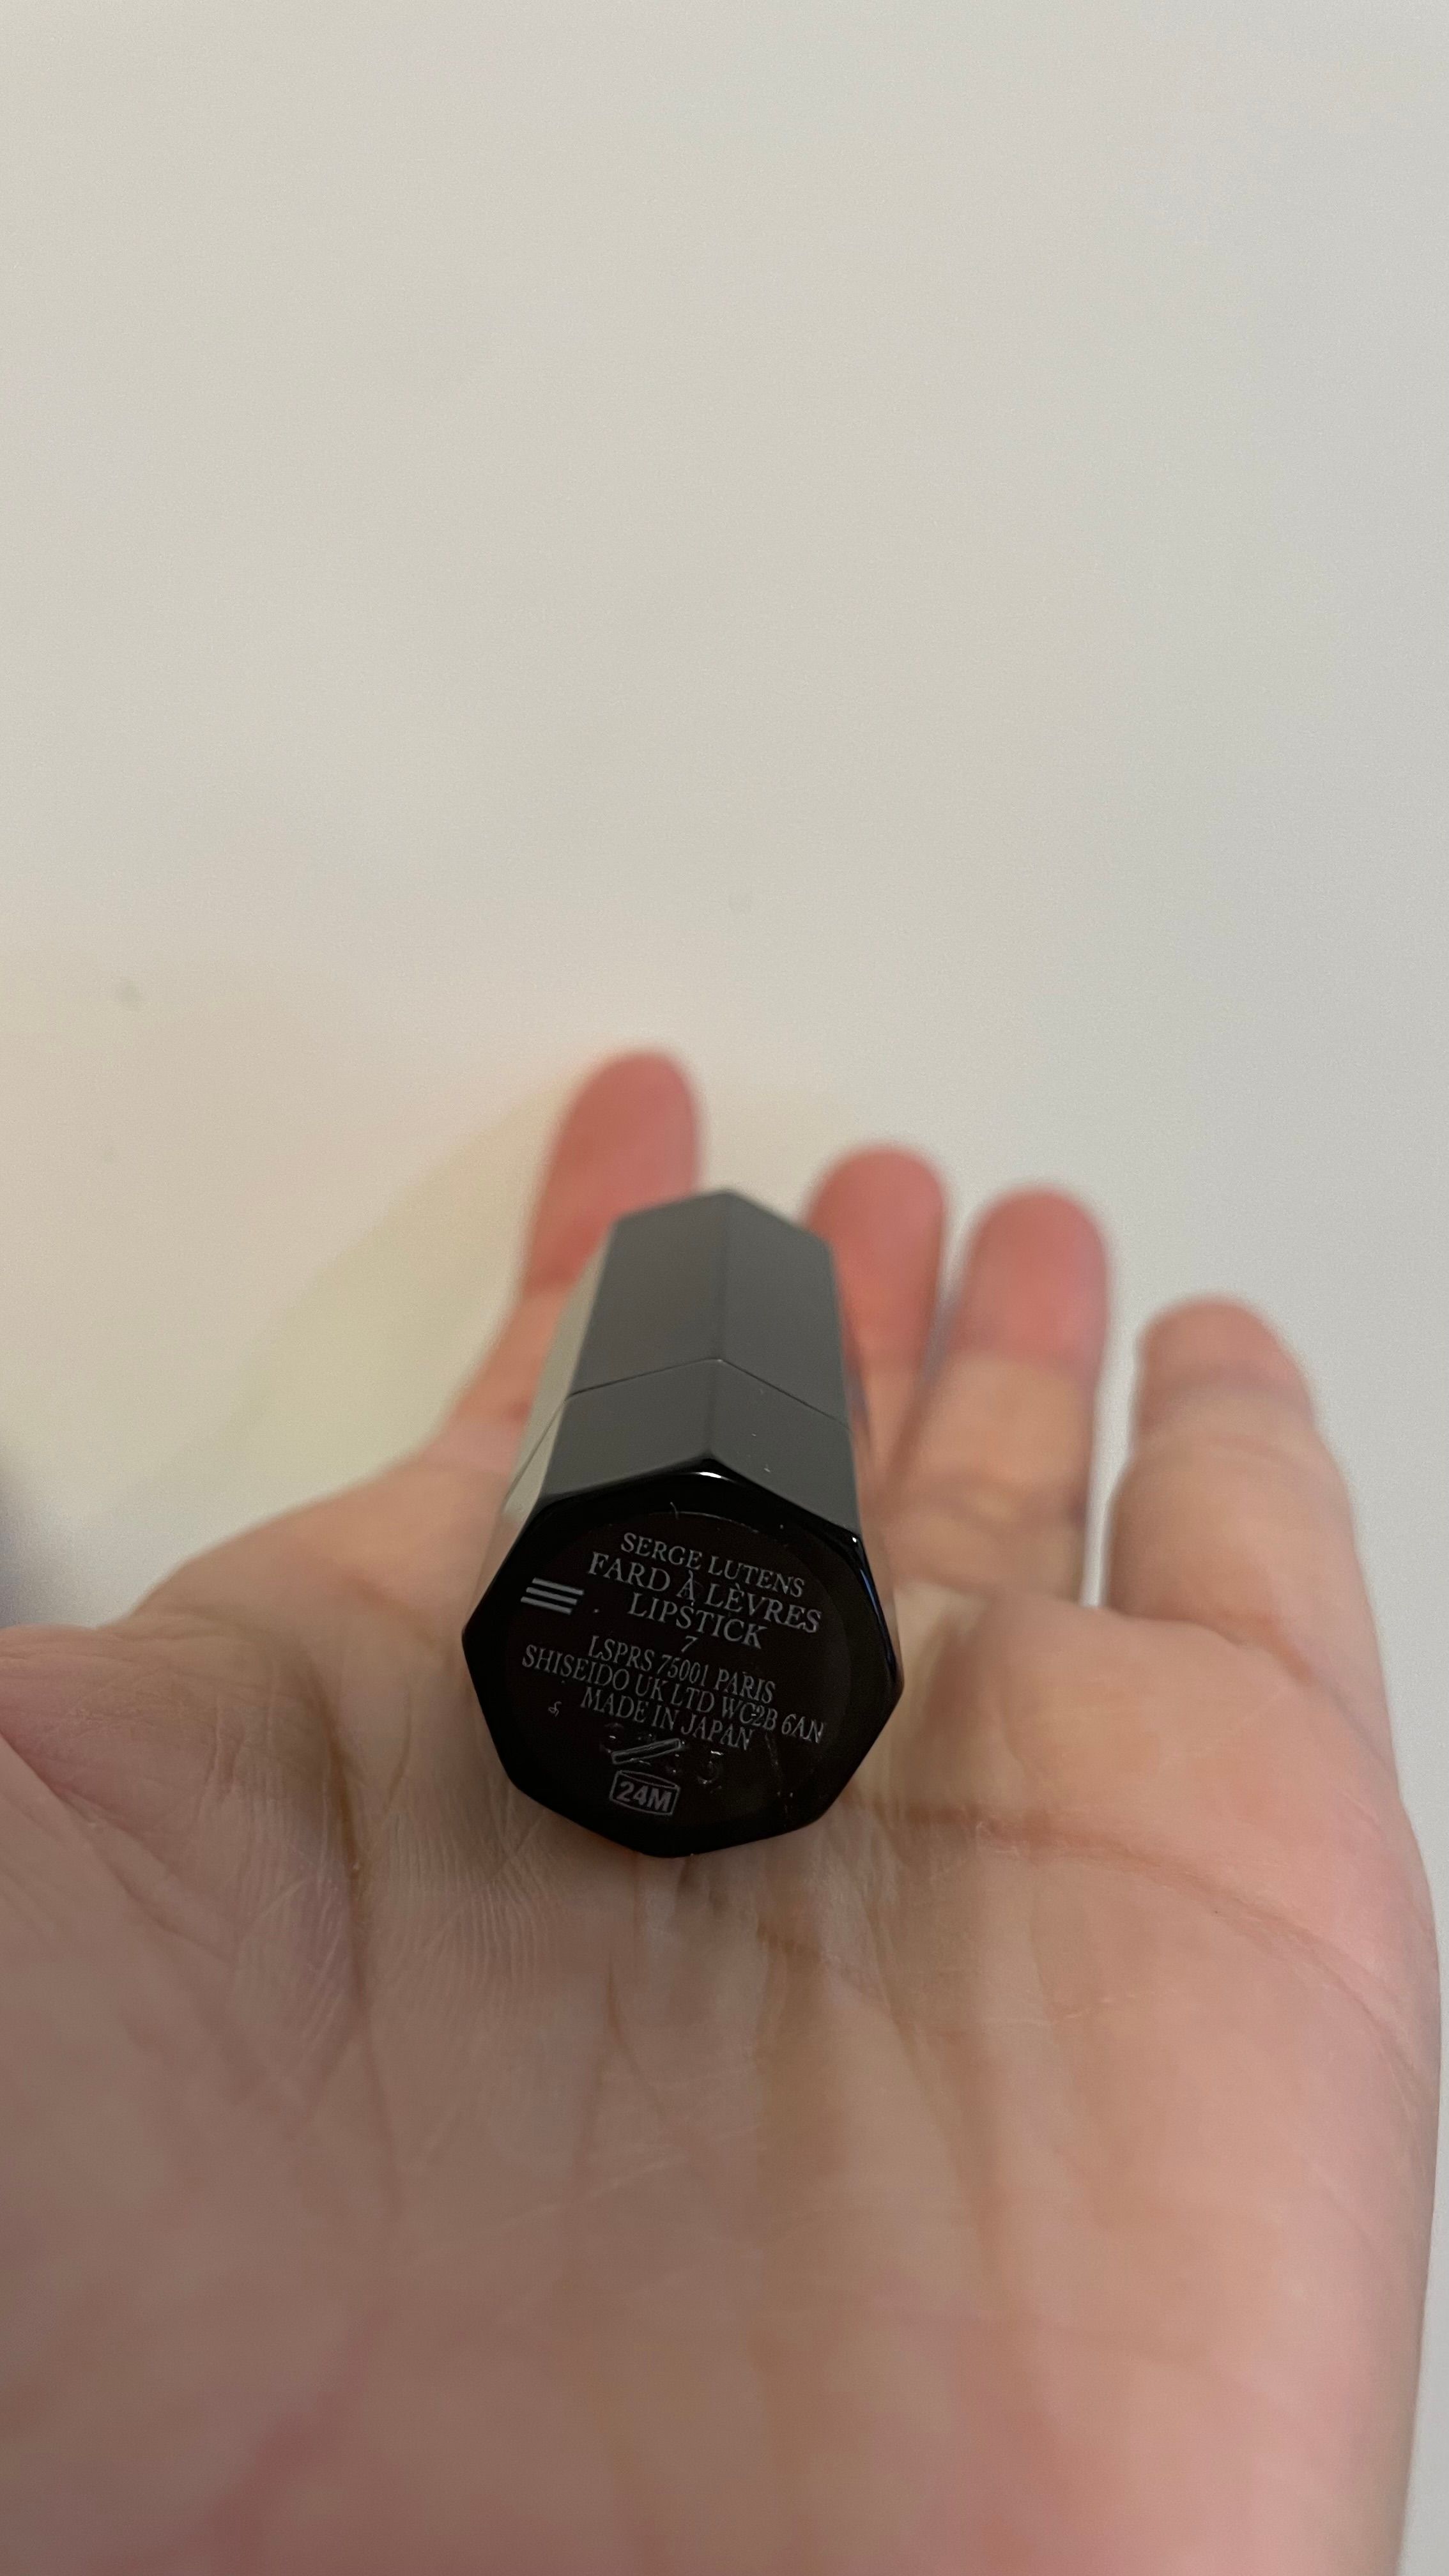 SERGE LUTENS
FARD À LÈVRES
LIPSTICK
7
LSPRS 75001 PARIS
SHISEIDO UK LTD WC2B 6AN
MADE IN JAPAN
24M